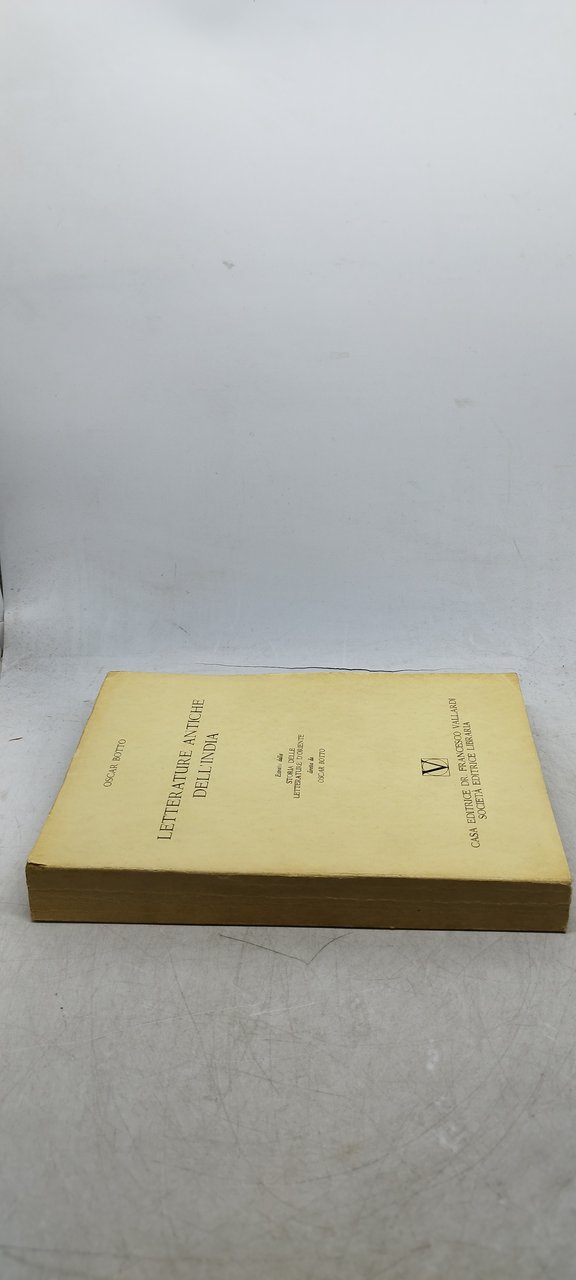 OSCAR BOTTO
LETTERATURE ANTICHE
DELL'INDIA
Estratto dalla
STORIA DELLE
LETTERATURE D'ORIENTE
diretta da
OSCAR BOTTO
V
CASA EDITRICE DR. FRANCESCO VALLARDI
SOCIETÀ EDITRICE LIBRARIA